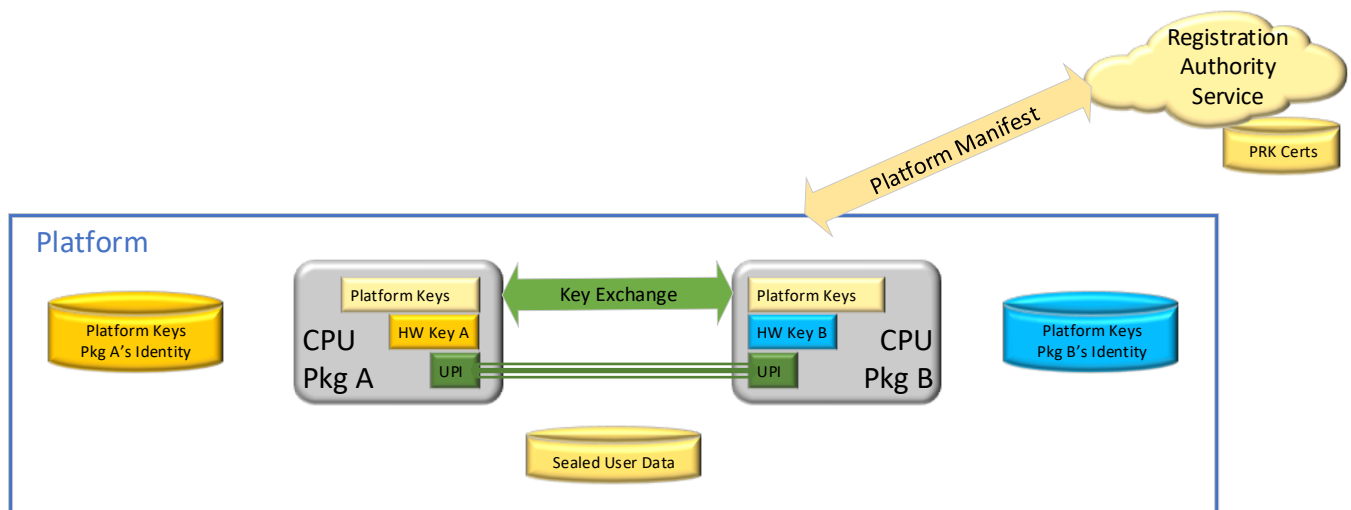 Registration
Authority
Service
PRK Certs
Platform Manifest
Platform
Platform Keys
Pkg A's Identity
Platform Keys
HW Key A
CPU
Pkg A
UPI
Key Exchange
Platform Keys
HW Key B
CPU
Pkg B
UPI
Platform Keys
Pkg B's Identity
Sealed User Data